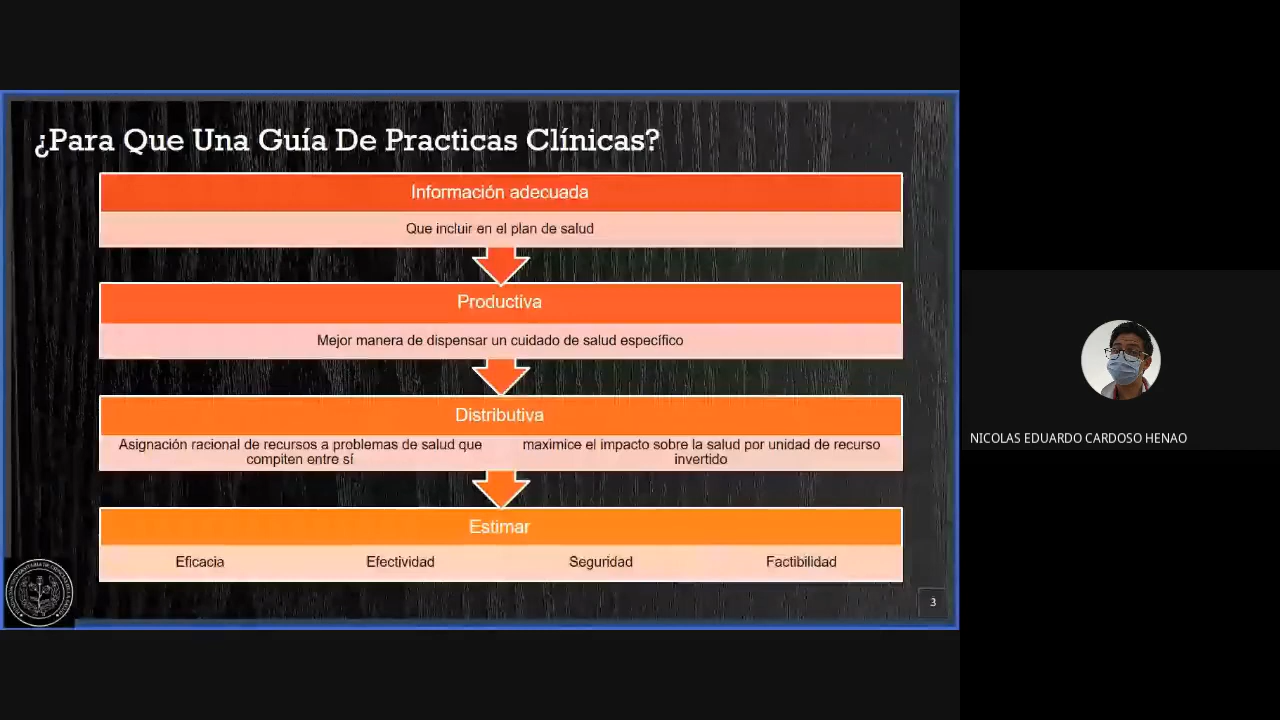 ¿Para Que Una Guía De Practicas Clínicas?
Información adecuada
Que incluir en el plan de salud
Productiva
Mejor manera de dispensar un cuidado de salud específico
Distributiva
Asignación racional de recursos a problemas de salud que
compiten entre sí
maximice el impacto sobre la salud por unidad de recurso
invertido
Estimar
Eficacia
Efectividad
Seguridad
Factibilidad
3
NICOLAS EDUARDO CARDOSO HENAO